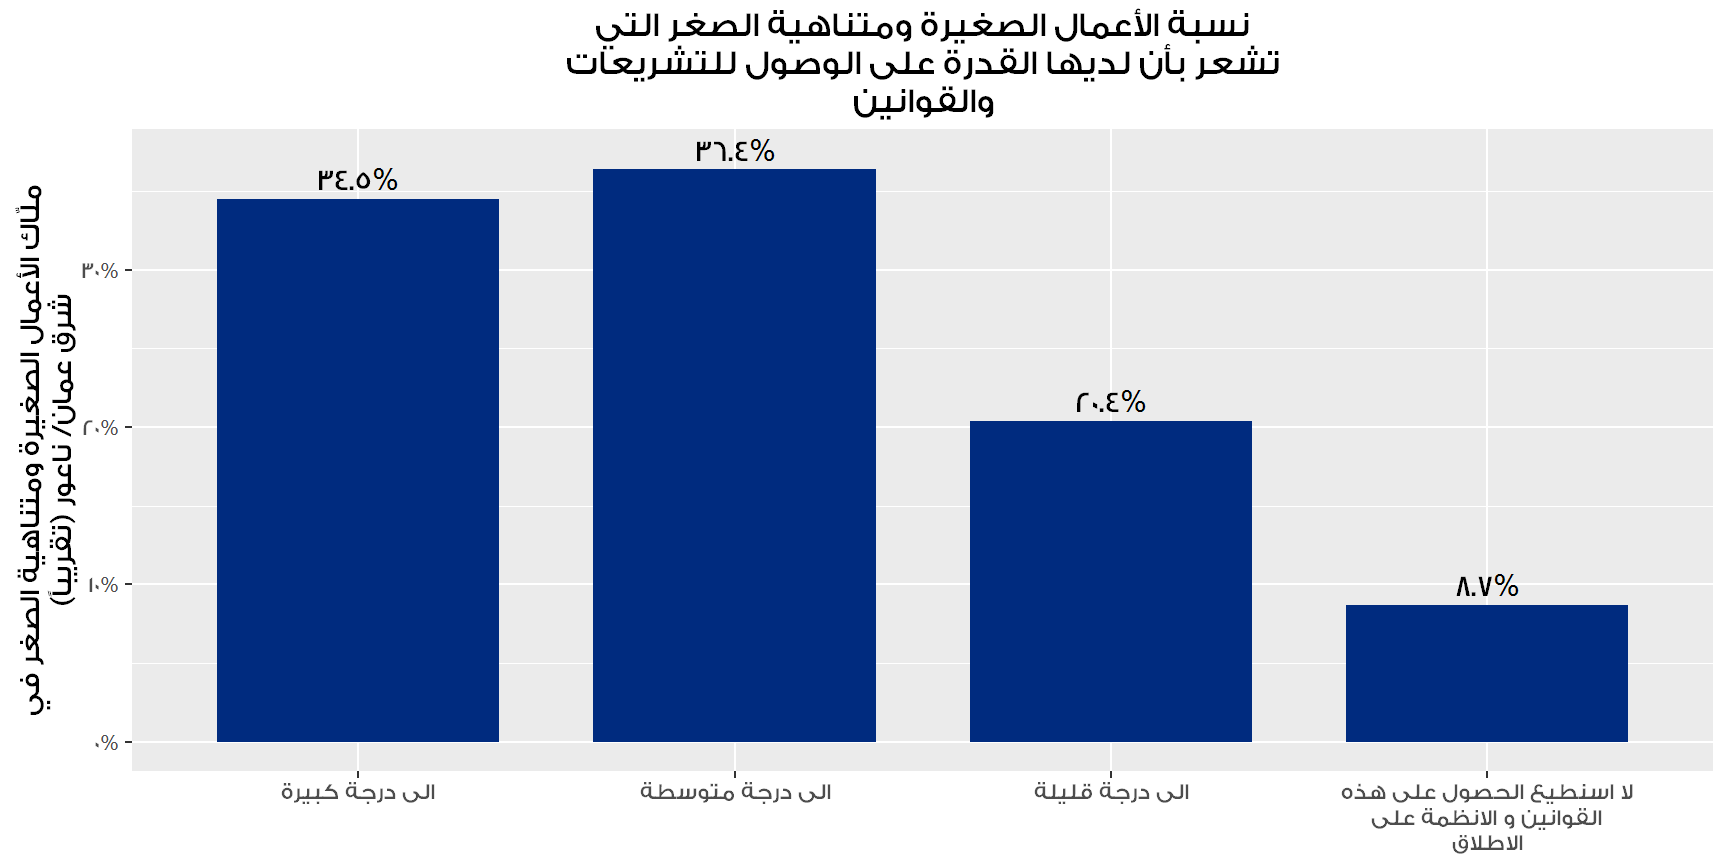 نسبة الأعمال الصغيرة ومتناهية الصغر التي
تشعر بأن لديها القدرة على الوصول للتشريعات
والقوانين
ملّاك الأعمال الصغيرة ومتناهية الصغر في
شرق عمان/ ناعور (تقريباً)
٣٠%
٢٠%
١٠%
٠%
٣٤.٥%
٣٦.٤%
٢٠.٤%
٨.٧%
الى درجة كبيرة
الى درجة متوسطة
الى درجة قليلة
لا استطيع الحصول على هذه
القوانين و الانظمة على
الاطلاق